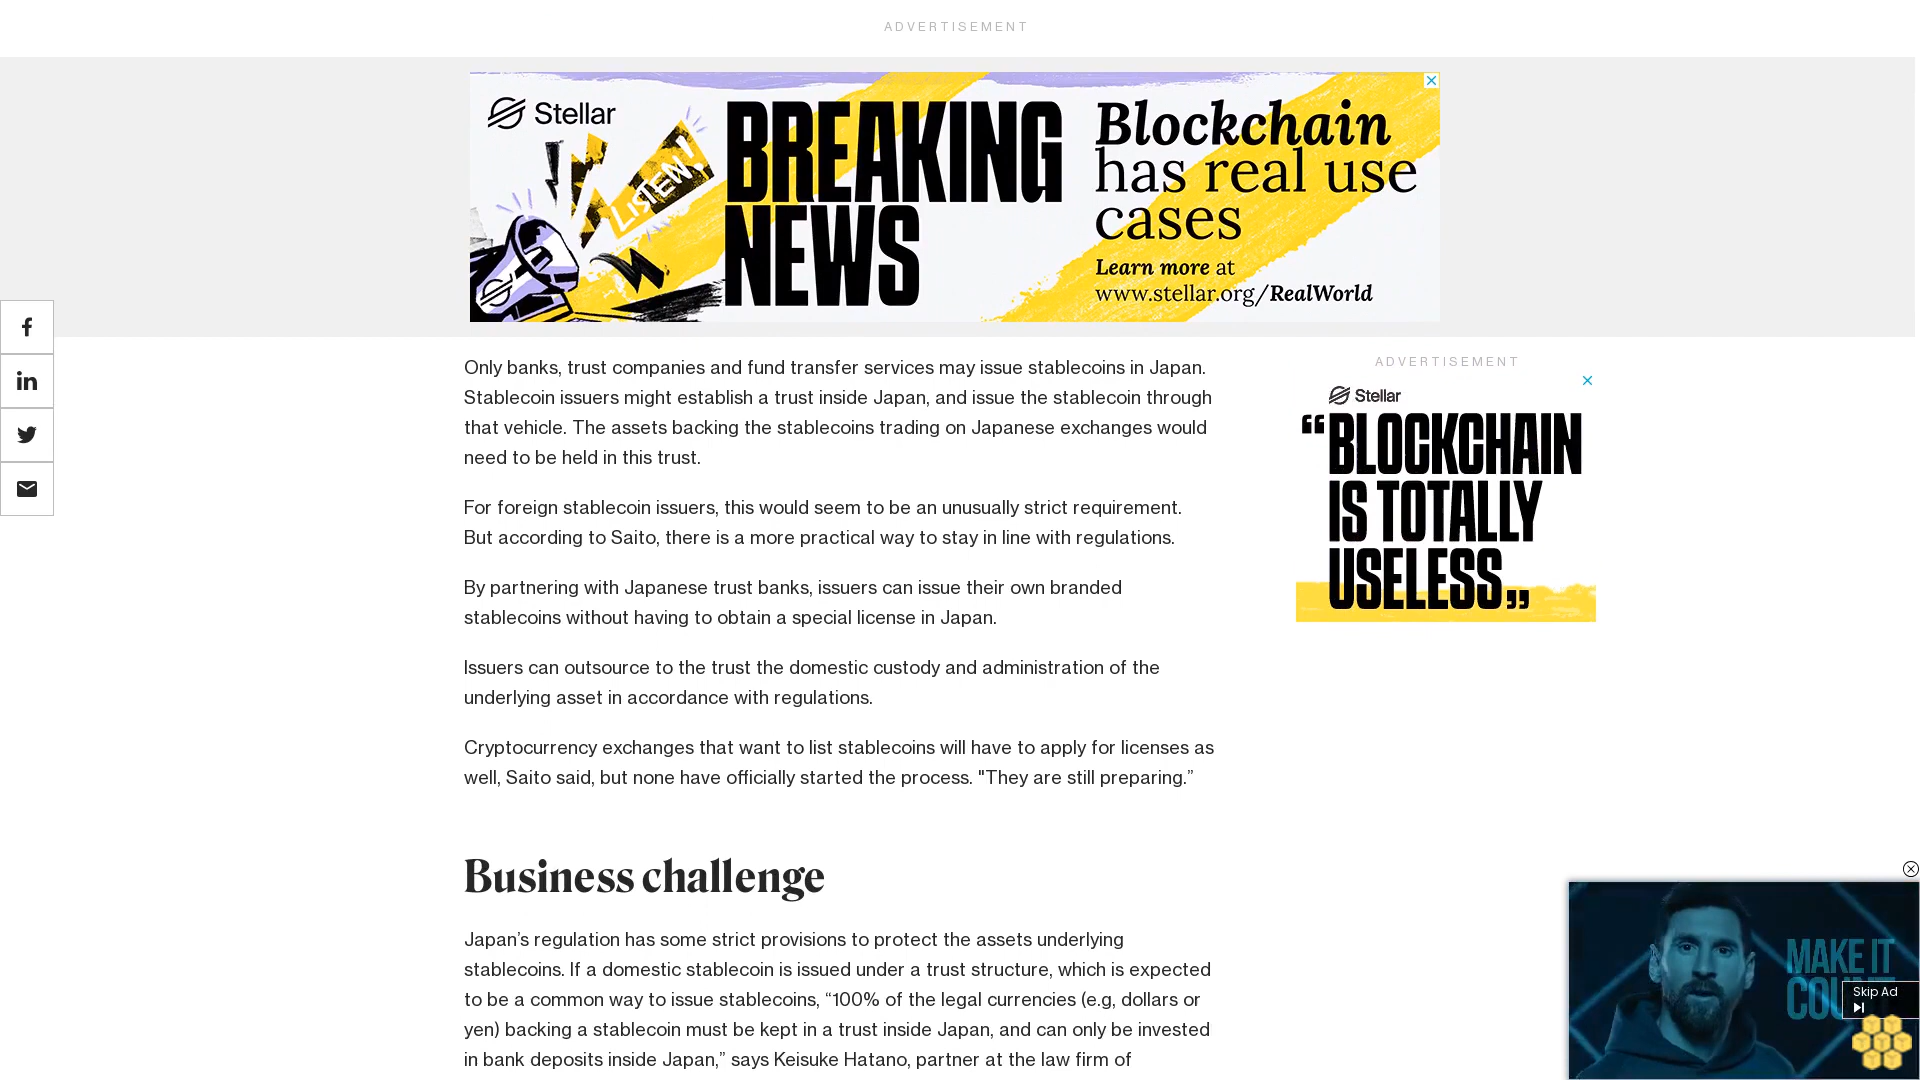 ADVERTISEMENT
Stellar
LISTEN!
BREAKING
NEWS
Blockchain
has real use
cases
Learn more at
www.stellar.org/RealWorld
Only banks, trust companies and fund transfer services may issue stablecoins in Japan.
Stablecoin issuers might establish a trust inside Japan, and issue the stablecoin through
that vehicle. The assets backing the stablecoins trading on Japanese exchanges would
need to be held in this trust.
For foreign stablecoin issuers, this would seem to be an unusually strict requirement.
But according to Saito, there is a more practical way to stay in line with regulations.
By partnering with Japanese trust banks, issuers can issue their own branded
stablecoins without having to obtain a special license in Japan.
Issuers can outsource to the trust the domestic custody and administration of the
underlying asset in accordance with regulations.
Cryptocurrency exchanges that want to list stablecoins will have to apply for licenses as
well, Saito said, but none have officially started the process. "They are still preparing.”
Business challenge
Japan’s regulation has some strict provisions to protect the assets underlying
stablecoins. If a domestic stablecoin is issued under a trust structure, which is expected
to be a common way to issue stablecoins, “100% of the legal currencies (e.g, dollars or
yen) backing a stablecoin must be kept in a trust inside Japan, and can only be invested
in bank deposits inside Japan,” says Keisuke Hatano, partner at the law firm of
ADVERTISEMENT
Stellar
“BLOCKCHAIN
IS TOTALLY
USELESS„
MAKE IT
COUNT
Skip Ad